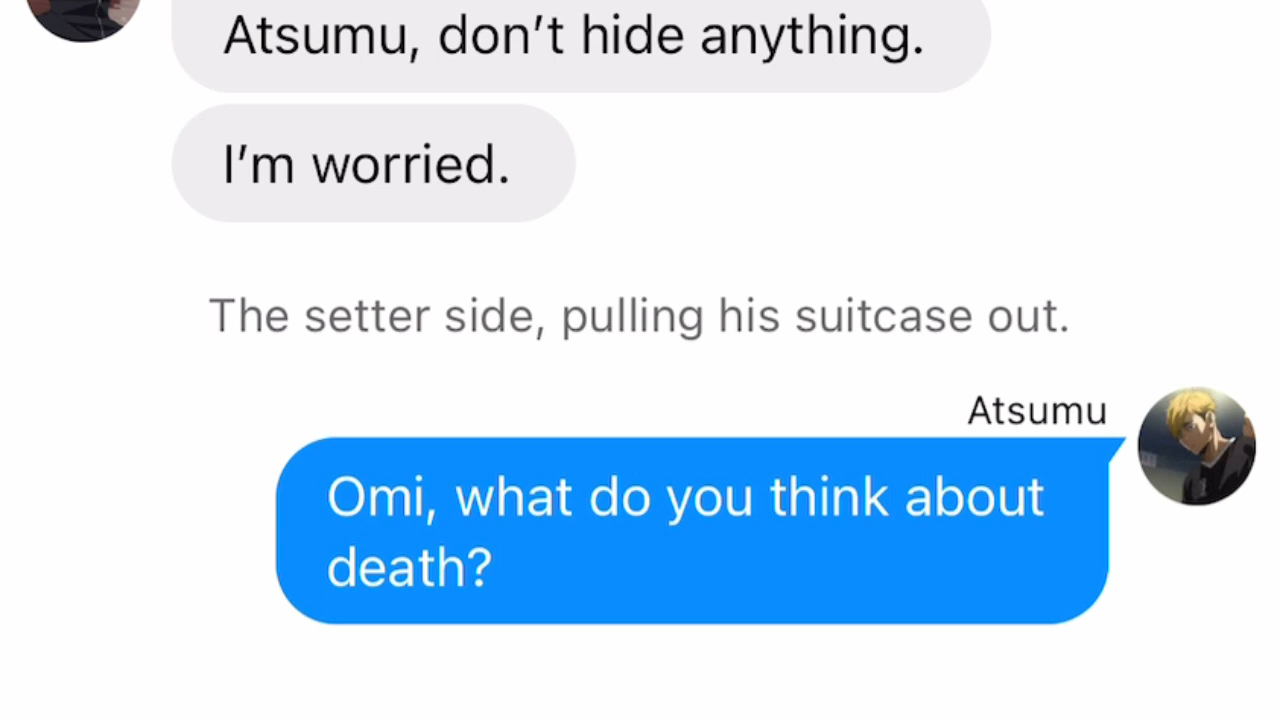 Atsumu, don’t hide anything.
I’m worried.
The setter side, pulling his suitcase out.
Atsumu
Omi, what do you think about
death?